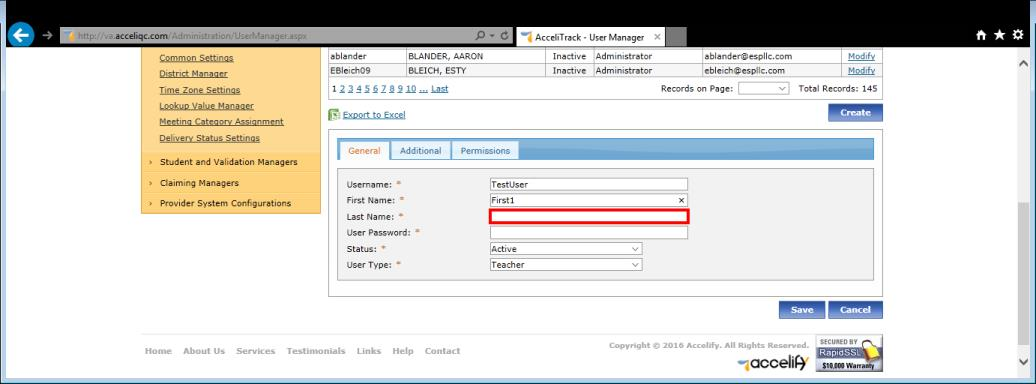 http://va.acceliqc.com/Administration/UserManager.aspx
AcceliTrack - User Manager
Common Settings
District Manager
Time Zone Settings
Lookup Value Manager
Meeting Category Assignment
Delivery Status Settings
Student and Validation Managers
Claiming Managers
Provider System Configurations
ablander BLANDER, AARON Inactive Administrator ablander@espllc.com Modify
EBleich09 BLEICH, ESTY Inactive Administrator ebleich@espllc.com Modify
1 2 3 4 5 6 7 8 9 10 ... Last Records on Page: Total Records: 145
Export to Excel Create
General Additional Permissions
Username: * TestUser
First Name: * First1
Last Name: *
User Password: *
Status: * Active
User Type: * Teacher
Save Cancel
Home About Us Services Testimonials Links Help Contact
Copyright © 2016 Accelify. All Rights Reserved.
accelify
SECURED BY
RapidSSL
$10,000 Warranty